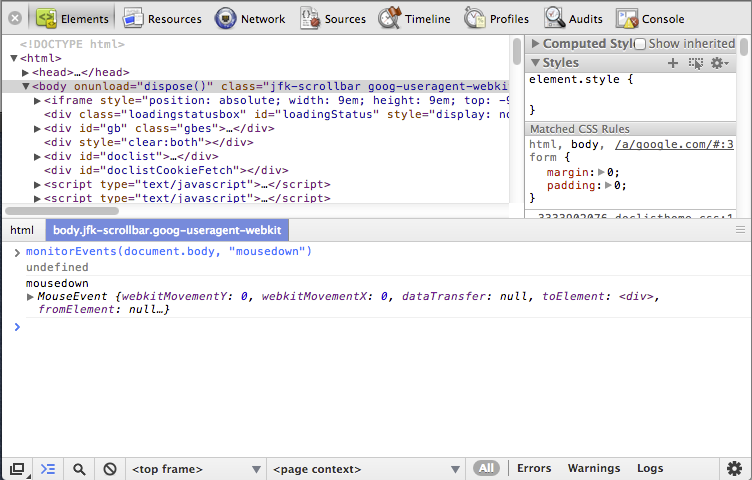 Elements Resources Network Sources Timeline Profiles Audits Console
<!DOCTYPE html>
<html>
<head>…</head>
<body onunload="dispose()" class="jfk-scrollbar goog-useragent-webkit
<iframe style="position: absolute; width: 9em; height: 9em; top: -9
<div class="loadingstatusbox" id="loadingStatus" style="display: no
<div id="gb" class="gbes">…</div>
<div style="clear:both"></div>
<div id="doclist">…</div>
<div id="doclistCookieFetch"></div>
<script type="text/javascript">…</script>
<script type="text/javascript">…</script>
Computed Style Show inherited
Styles
element.style {
}
Matched CSS Rules
html, body, /a/google.com/#:3
form {
margin: 0;
padding: 0;
}
.3333902076 doclisttheme.css:1
html body.jfk-scrollbar.goog-useragent-webkit
> monitorEvents(document.body, "mousedown")
undefined
mousedown
MouseEvent {webkitMovementY: 0, webkitMovementX: 0, dataTransfer: null, toElement: <div>,
fromElement: null…}
>
<top frame> <page context> All Errors Warnings Logs